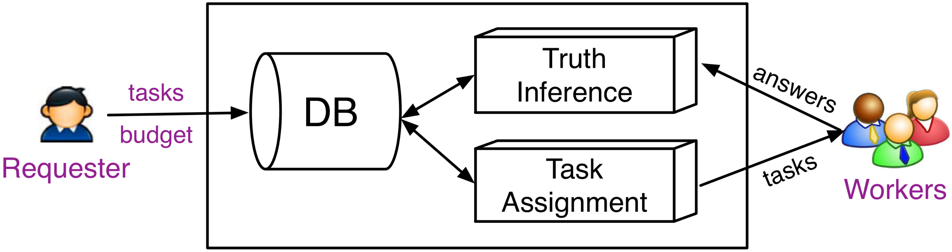 tasks
budget
Requester
DB
Truth
Inference
Task
Assignment
answers
tasks
Workers